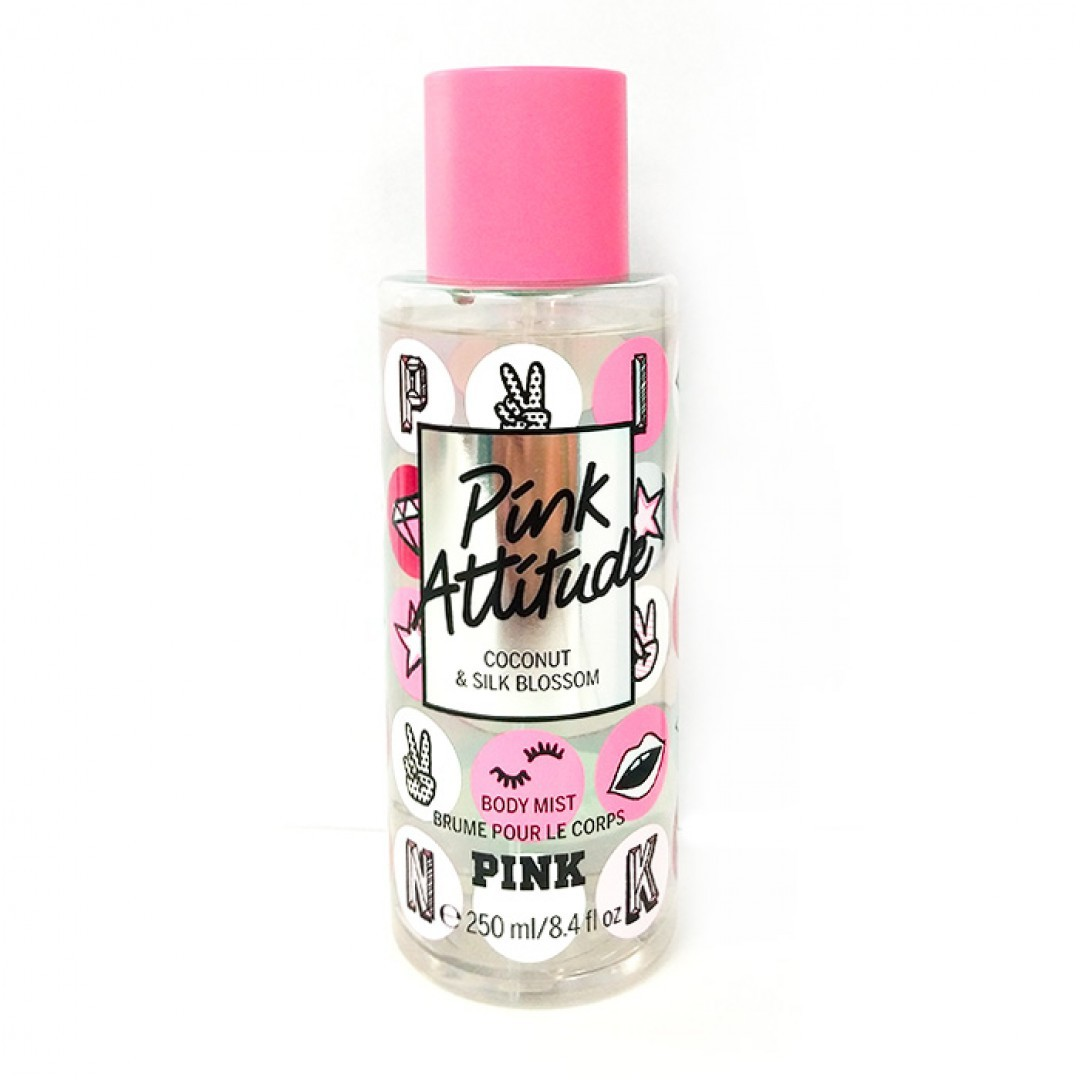 P I
Pink
Attitude
COCONUT
& SILK BLOSSOM
BODY MIST
BRUME POUR LE CORPS
PINK
N K
e 250 ml/8.4 fl oz